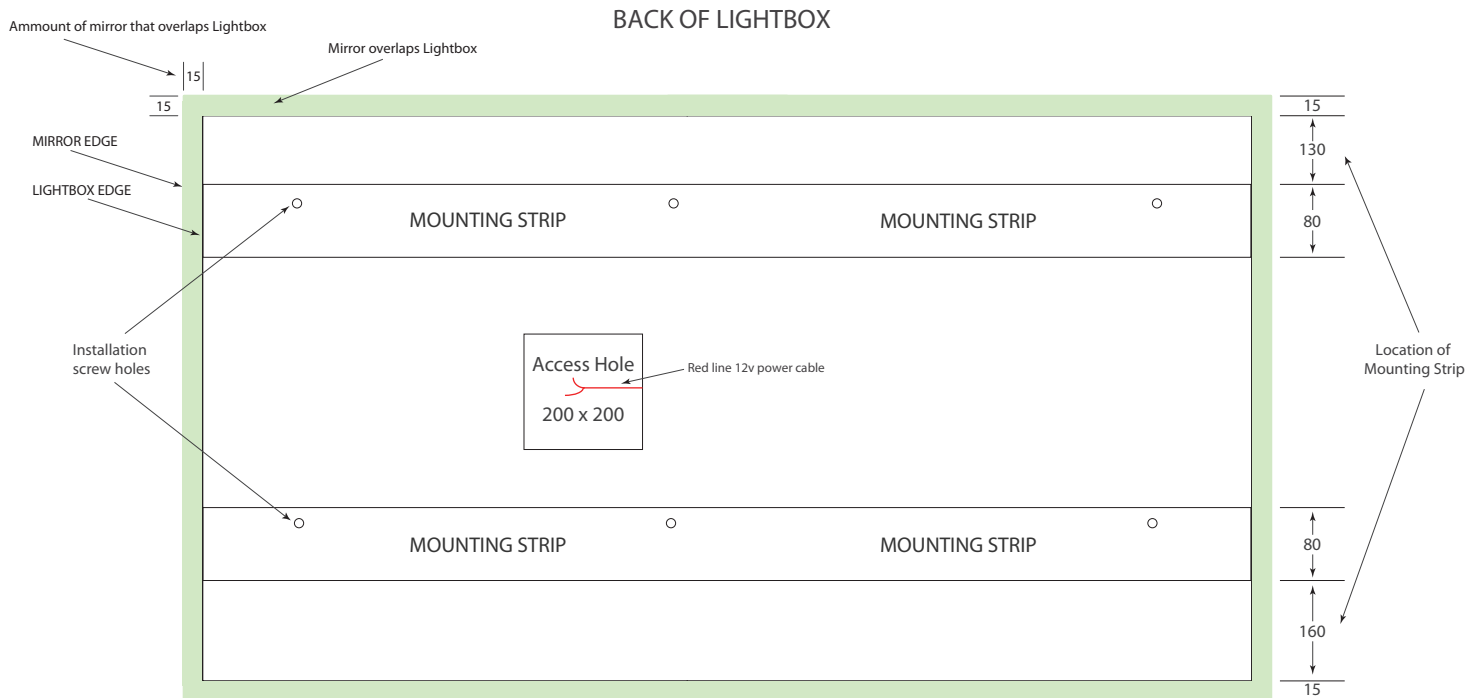 BACK OF LIGHTBOX
Ammount of mirror that overlaps Lightbox
Mirror overlaps Lightbox
15
15
15
MIRROR EDGE
130
LIGHTBOX EDGE
MOUNTING STRIP
MOUNTING STRIP
80
Installation
screw holes
Access Hole
Red line 12v power cable
200 x 200
Location of
Mounting Strip
MOUNTING STRIP
MOUNTING STRIP
80
160
15